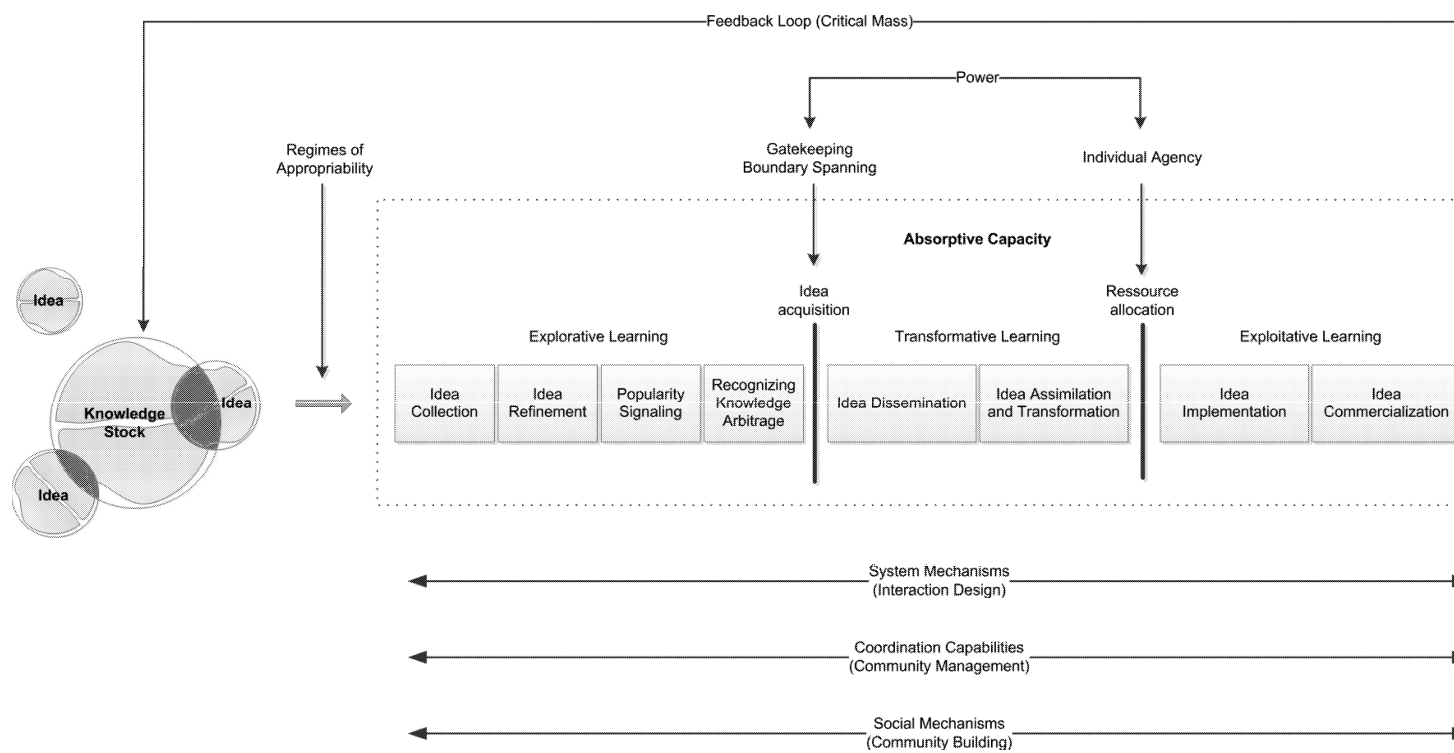 Feedback Loop (Critical Mass)
Power
Regimes of
Appropriability
Gatekeeping
Boundary Spanning
Individual Agency
Absorptive Capacity
Idea
Idea
acquisition
Ressource
allocation
Explorative Learning
Transformative Learning
Exploitative Learning
Knowledge
Stock
Idea
Idea
Idea
Collection
Idea
Refinement
Popularity
Signaling
Recognizing
Knowledge
Arbitrage
Idea Dissemination
Idea Assimilation
and Transformation
Idea
Implementation
Idea
Commercialization
System Mechanisms
(Interaction Design)
Coordination Capabilities
(Community Management)
Social Mechanisms
(Community Building)